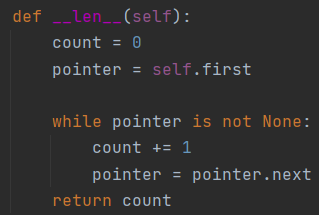 def __len__(self):
    count = 0
    pointer = self.first

    while pointer is not None:
        count += 1
        pointer = pointer.next
    return count